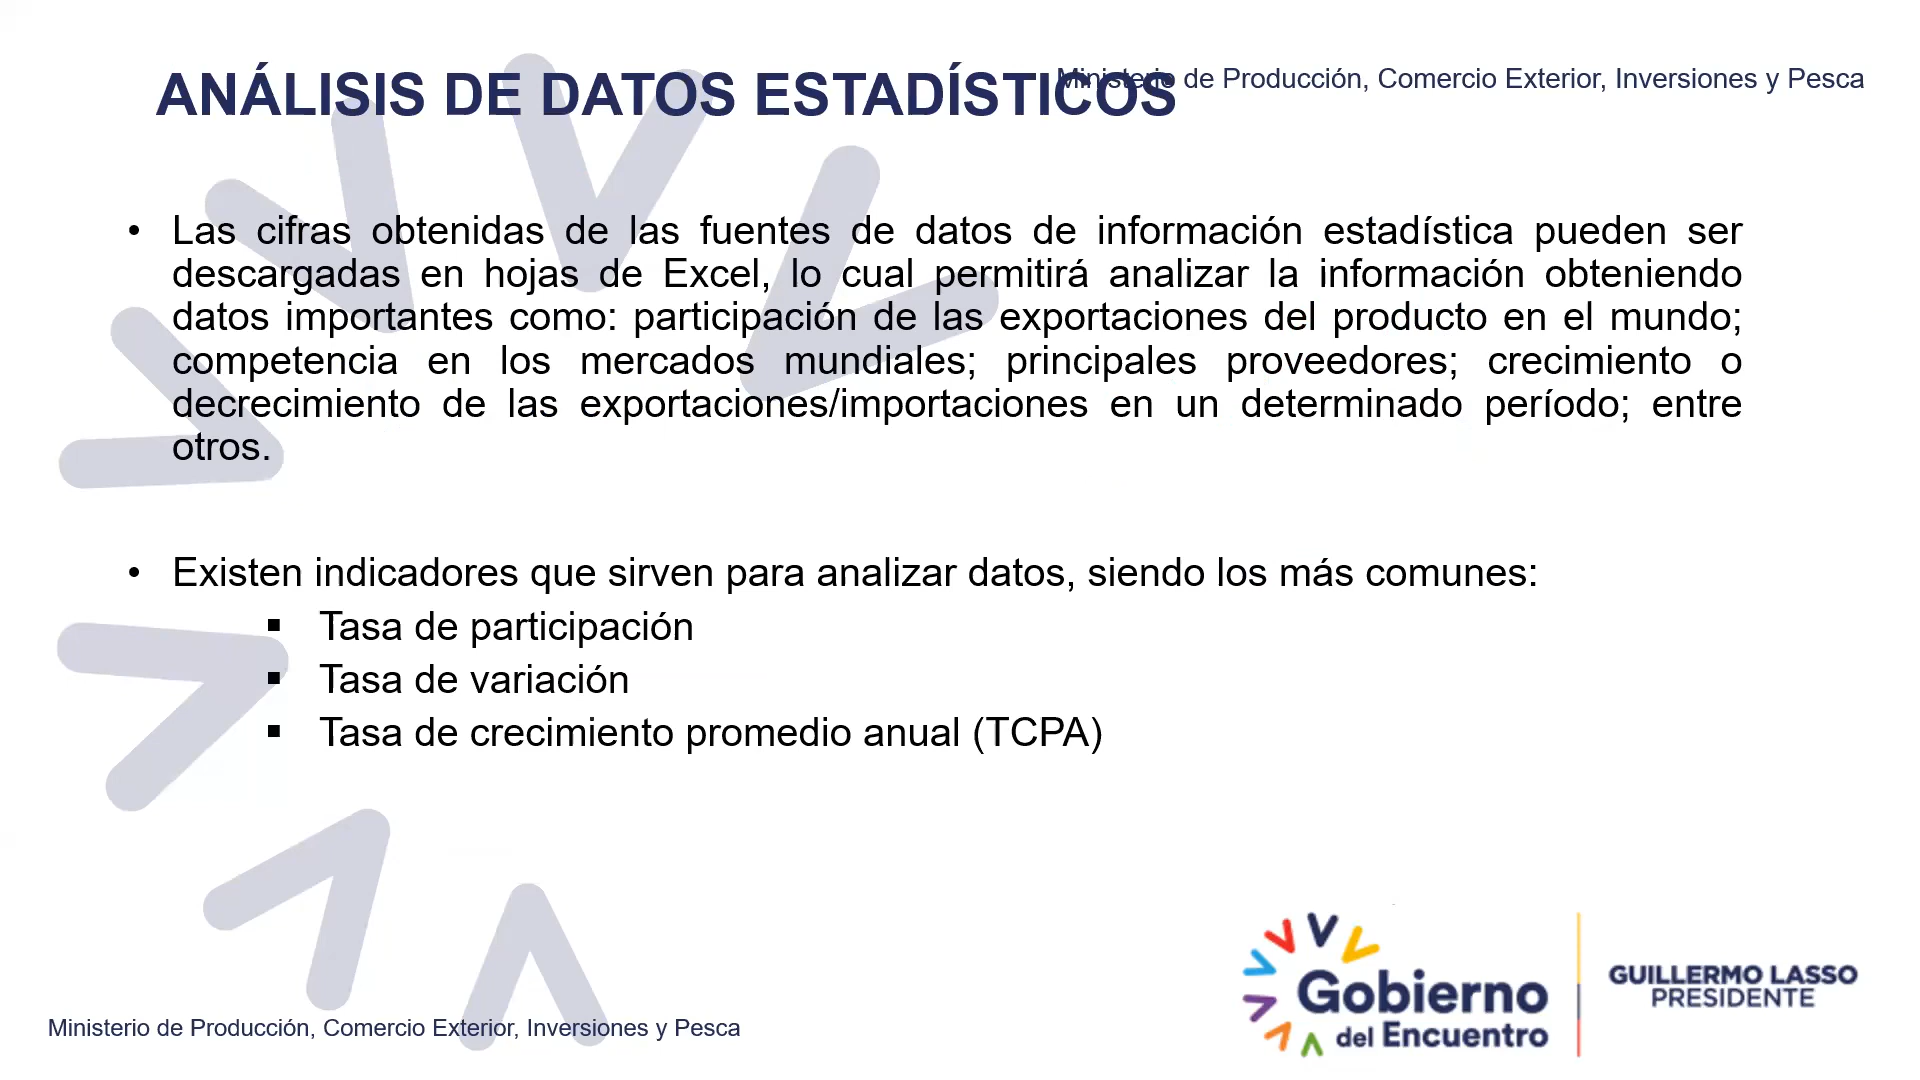 ANÁLISIS DE DATOS ESTADÍSTICOS
Ministerio de Producción, Comercio Exterior, Inversiones y Pesca
• Las cifras obtenidas de las fuentes de datos de información estadística pueden ser
descargadas en hojas de Excel, lo cual permitirá analizar la información obteniendo
datos importantes como: participación de las exportaciones del producto en el mundo;
competencia en los mercados mundiales; principales proveedores; crecimiento o
decrecimiento de las exportaciones/importaciones en un determinado período; entre
otros.
• Existen indicadores que sirven para analizar datos, siendo los más comunes:
▪ Tasa de participación
▪ Tasa de variación
▪ Tasa de crecimiento promedio anual (TCPA)
Gobierno
del Encuentro
GUILLERMO LASSO
PRESIDENTE
Ministerio de Producción, Comercio Exterior, Inversiones y Pesca